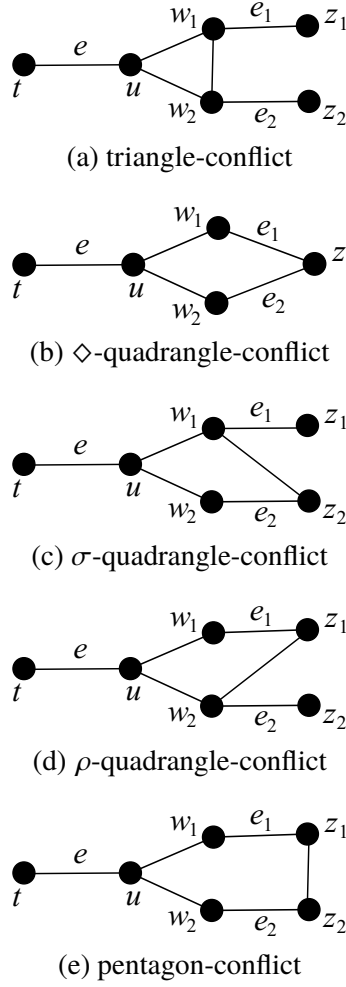 e w₁ e₁ z₁
t u w₂ e₂ z₂
(a) triangle-conflict
e w₁ e₁ z
t u w₂ e₂
(b) ◇-quadrangle-conflict
e w₁ e₁ z₁
t u w₂ e₂ z₂
(c) σ-quadrangle-conflict
e w₁ e₁ z₁
t u w₂ e₂ z₂
(d) ρ-quadrangle-conflict
e w₁ e₁ z₁
t u w₂ e₂ z₂
(e) pentagon-conflict